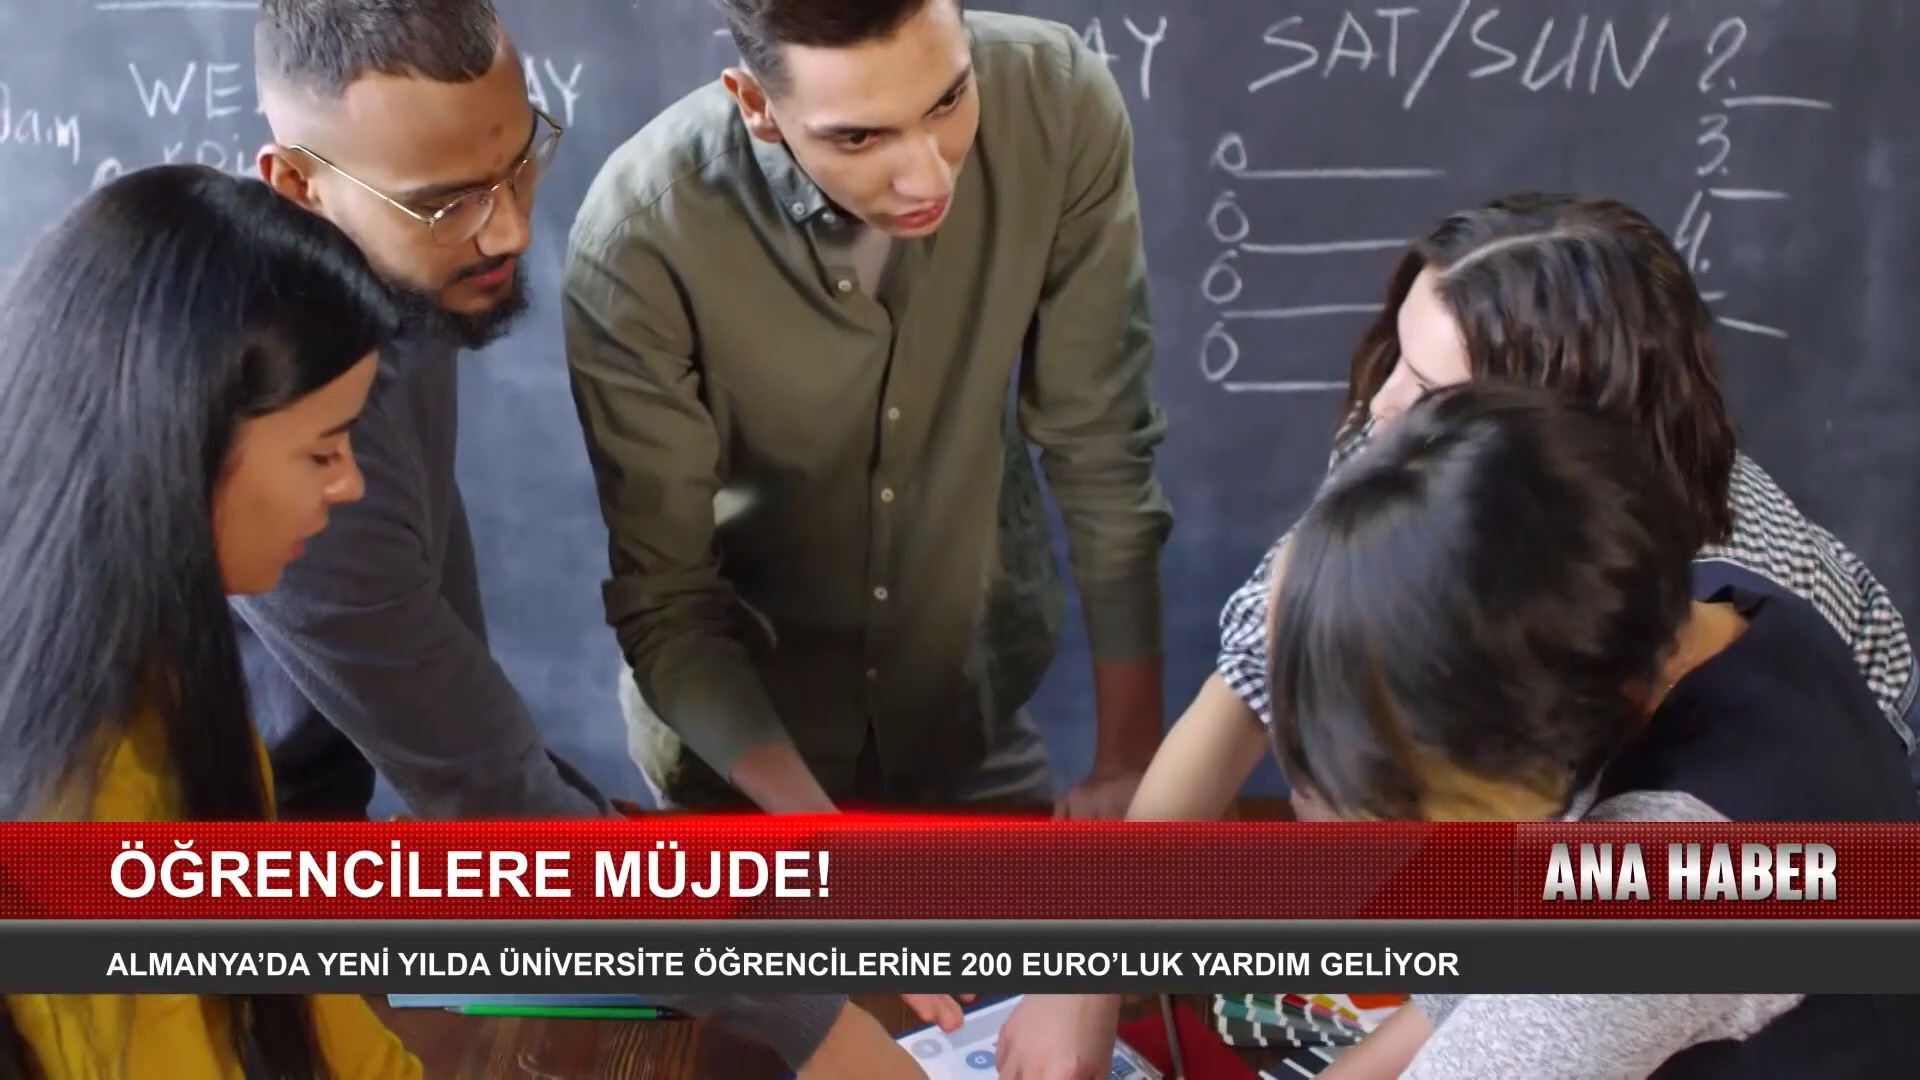 SAT/SUN
2.
3.
4.
ÖĞRENCİLERE MÜJDE!
ANA HABER
ALMANYA'DA YENİ YILDA ÜNİVERSİTE ÖĞRENCİLERİNE 200 EURO'LUK YARDIM GELİYOR